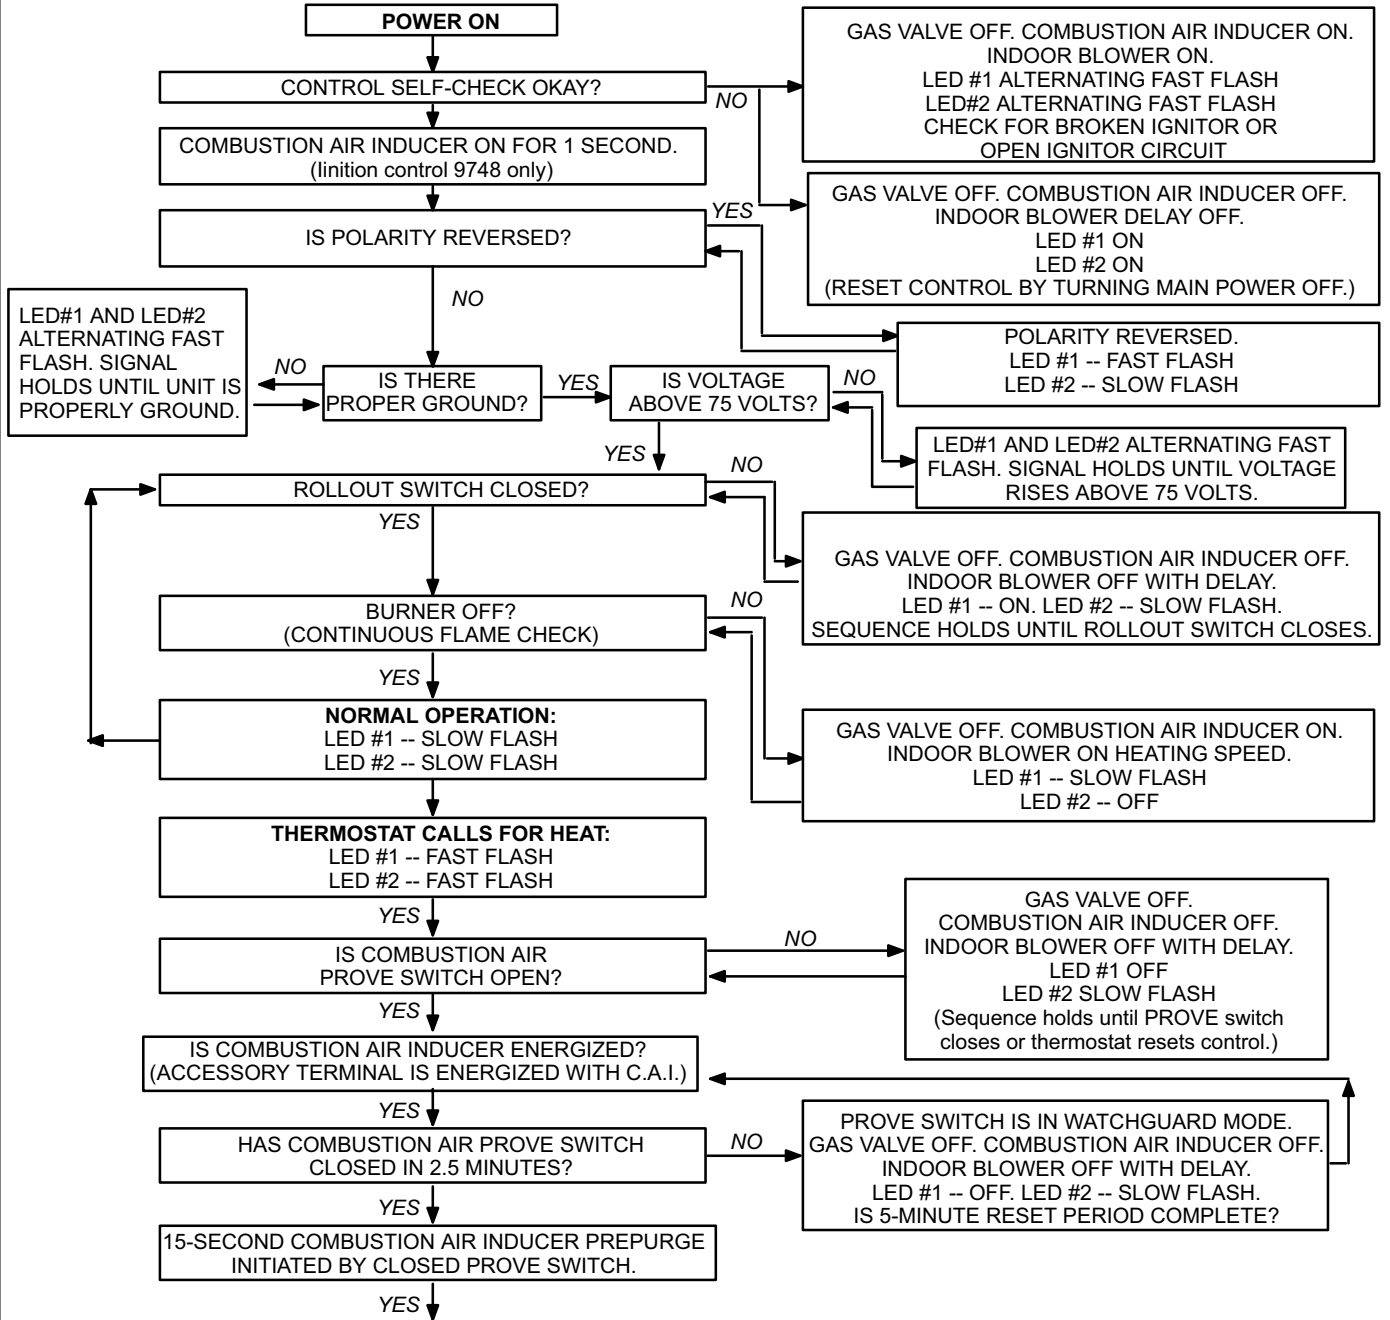 POWER ON
GAS VALVE OFF. COMBUSTION AIR INDUCER ON.
INDOOR BLOWER ON.
LED #1 ALTERNATING FAST FLASH
LED#2 ALTERNATING FAST FLASH
CHECK FOR BROKEN IGNITOR OR
OPEN IGNITOR CIRCUIT
CONTROL SELF-CHECK OKAY?
NO
COMBUSTION AIR INDUCER ON FOR 1 SECOND.
(Iinition control 9748 only)
GAS VALVE OFF. COMBUSTION AIR INDUCER OFF.
INDOOR BLOWER DELAY OFF.
LED #1 ON
LED #2 ON
(RESET CONTROL BY TURNING MAIN POWER OFF.)
YES
IS POLARITY REVERSED?
NO
POLARITY REVERSED.
LED #1 -- FAST FLASH
LED #2 -- SLOW FLASH
LED#1 AND LED#2
ALTERNATING FAST
FLASH. SIGNAL
HOLDS UNTIL UNIT IS
PROPERLY GROUND.
NO
IS THERE
PROPER GROUND?
YES
IS VOLTAGE
ABOVE 75 VOLTS?
NO
LED#1 AND LED#2 ALTERNATING FAST
FLASH. SIGNAL HOLDS UNTIL VOLTAGE
RISES ABOVE 75 VOLTS.
YES
ROLLOUT SWITCH CLOSED?
NO
YES
GAS VALVE OFF. COMBUSTION AIR INDUCER OFF.
INDOOR BLOWER OFF WITH DELAY.
LED #1 -- ON. LED #2 -- SLOW FLASH.
SEQUENCE HOLDS UNTIL ROLLOUT SWITCH CLOSES.
BURNER OFF?
(CONTINUOUS FLAME CHECK)
NO
YES
GAS VALVE OFF. COMBUSTION AIR INDUCER ON.
INDOOR BLOWER ON HEATING SPEED.
LED #1 -- SLOW FLASH
LED #2 -- OFF
NORMAL OPERATION:
LED #1 -- SLOW FLASH
LED #2 -- SLOW FLASH
THERMOSTAT CALLS FOR HEAT:
LED #1 -- FAST FLASH
LED #2 -- FAST FLASH
YES
IS COMBUSTION AIR
PROVE SWITCH OPEN?
NO
GAS VALVE OFF.
COMBUSTION AIR INDUCER OFF.
INDOOR BLOWER OFF WITH DELAY.
LED #1 OFF
LED #2 SLOW FLASH
(Sequence holds until PROVE switch
closes or thermostat resets control.)
YES
IS COMBUSTION AIR INDUCER ENERGIZED?
(ACCESSORY TERMINAL IS ENERGIZED WITH C.A.I.)
YES
HAS COMBUSTION AIR PROVE SWITCH
CLOSED IN 2.5 MINUTES?
NO
PROVE SWITCH IS IN WATCHGUARD MODE.
GAS VALVE OFF. COMBUSTION AIR INDUCER OFF.
INDOOR BLOWER OFF WITH DELAY.
LED #1 -- OFF. LED #2 -- SLOW FLASH.
IS 5-MINUTE RESET PERIOD COMPLETE?
YES
15-SECOND COMBUSTION AIR INDUCER PREPURGE
INITIATED BY CLOSED PROVE SWITCH.
YES